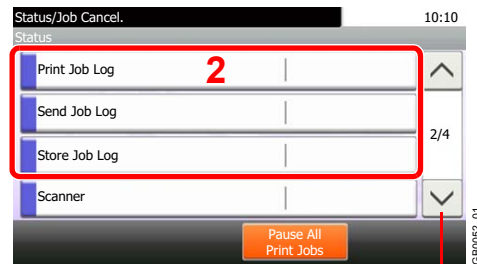 Status/Job Cancel. 10:10
Status
Print Job Log 2
Send Job Log
2/4
Store Job Log
Scanner
Pause All
Print Jobs
GB0052_01